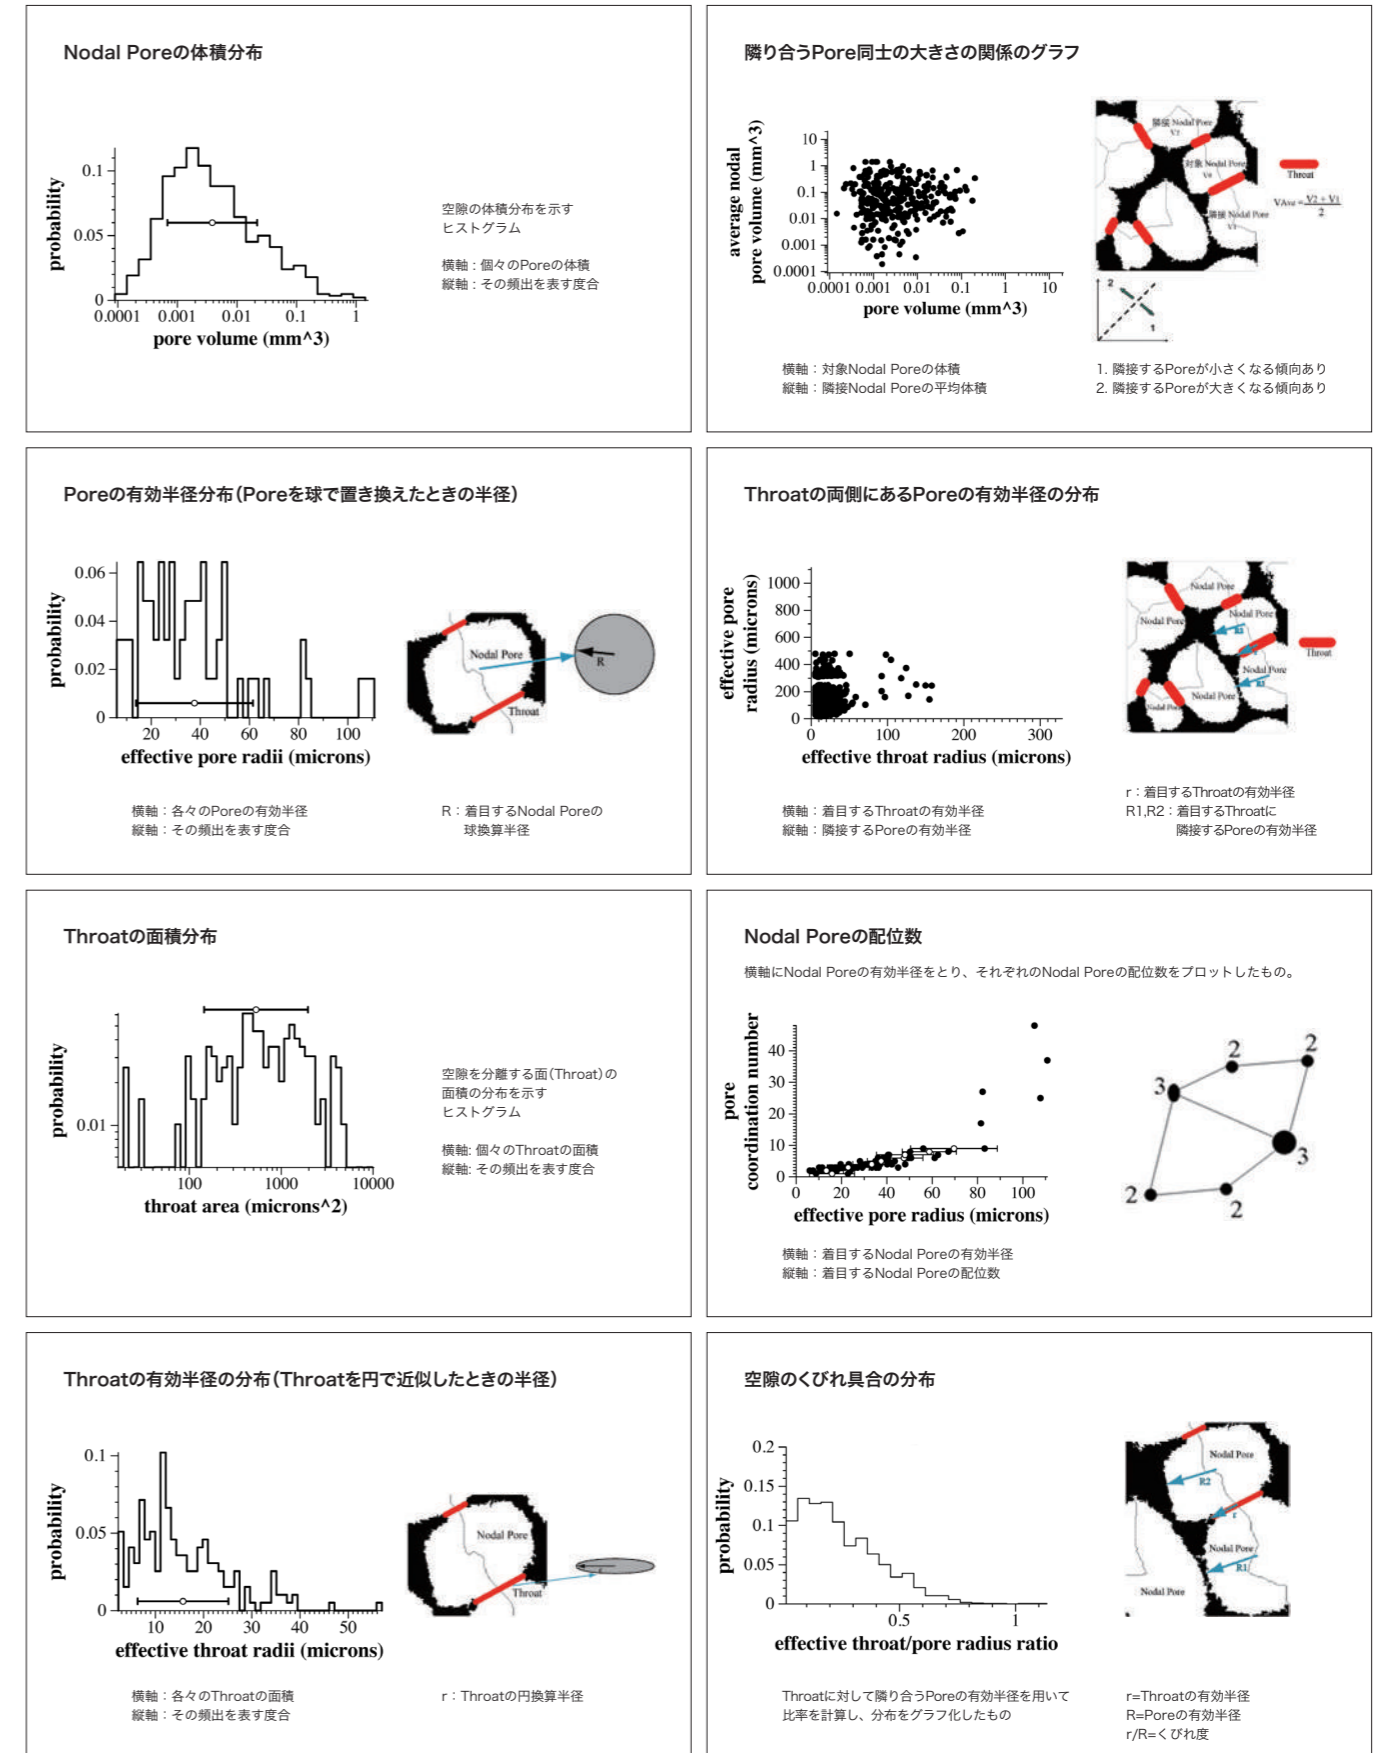 Nodal Poreの体積分布
probability
0.1
0.05
0
0.0001
0.001
0.01
0.1
1
pore volume (mm^3)
空隙の体積分布を示す
ヒストグラム
横軸：個々のPoreの体積
縦軸：その頻出を表す度合
隣り合うPore同士の大きさの関係のグラフ
average nodal
pore volume (mm^3)
10
1
0.1
0.01
0.001
0.0001
0.0001 0.001 0.01 0.1 1 10
pore volume (mm^3)
隣接 Nodal Pore
V2
対象 Nodal Pore
隣接 Nodal Pore
V1
Throat
VAve = V2 + V1
2
2
1
横軸：対象Nodal Poreの体積
縦軸：隣接Nodal Poreの平均体積
1. 隣接するPoreが小さくなる傾向あり
2. 隣接するPoreが大きくなる傾向あり
Poreの有効半径分布（Poreを球で置き換えたときの半径）
probability
0.06
0.04
0.02
0
20 40 60 80 100
effective pore radii (microns)
Nodal Pore
Throat
R
横軸：各々のPoreの有効半径
縦軸：その頻出を表す度合
R：着目するNodal Poreの
球換算半径
Throatの両側にあるPoreの有効半径の分布
effective pore
radius (microns)
1000
800
600
400
200
0
0 100 200 300
effective throat radius (microns)
Nodal Pore
Nodal Pore
Nodal Pore
R2
r
Nodal Pore
R1
Nodal Pore
Nodal Pore
Throat
横軸：着目するThroatの有効半径
縦軸：隣接するPoreの有効半径
r：着目するThroatの有効半径
R1,R2：着目するThroatに
隣接するPoreの有効半径
Throatの面積分布
probability
0.01
100 1000 10000
throat area (microns^2)
空隙を分離する面（Throat）の
面積の分布を示す
ヒストグラム
横軸: 個々のThroatの面積
縦軸: その頻出を表す度合
Nodal Poreの配位数
横軸にNodal Poreの有効半径をとり、それぞれのNodal Poreの配位数をプロットしたもの。
pore
coordination number
40
30
20
10
0
0 20 40 60 80 100
effective pore radius (microns)
2
2
3
3
2
2
横軸：着目するNodal Poreの有効半径
縦軸：着目するNodal Poreの配位数
Throatの有効半径の分布（Throatを円で近似したときの半径）
probability
0.1
0.05
0
10 20 30 40 50
effective throat radii (microns)
Nodal Pore
Throat
r
横軸：各々のThroatの面積
縦軸：その頻出を表す度合
r：Throatの円換算半径
空隙のくびれ具合の分布
probability
0.2
0.15
0.1
0.05
0
0.5 1
effective throat/pore radius ratio
Nodal Pore
R2
r
Nodal Pore
R1
Nodal Pore
Throatに対して隣り合うPoreの有効半径を用いて
比率を計算し、分布をグラフ化したもの
r=Throatの有効半径
R=Poreの有効半径
r/R=くびれ度